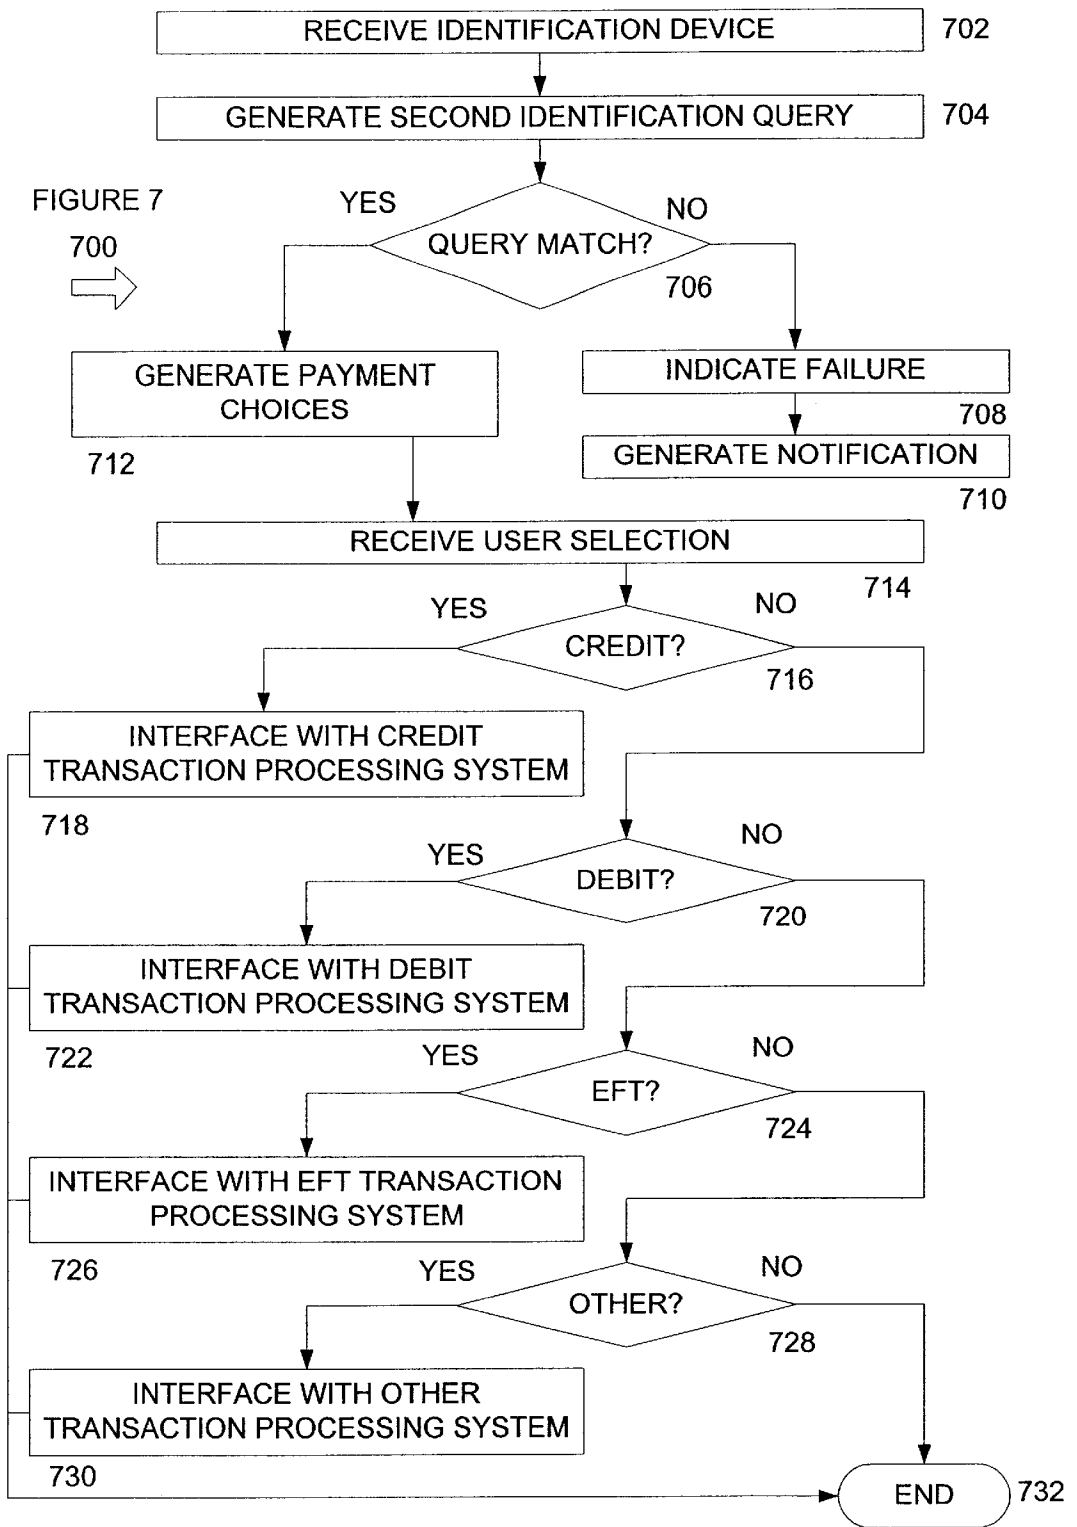 RECEIVE IDENTIFICATION DEVICE
702
GENERATE SECOND IDENTIFICATION QUERY
704
FIGURE 7
700
YES
NO
QUERY MATCH?
706
GENERATE PAYMENT
CHOICES
712
INDICATE FAILURE
708
GENERATE NOTIFICATION
710
RECEIVE USER SELECTION
714
YES
NO
CREDIT?
716
INTERFACE WITH CREDIT
TRANSACTION PROCESSING SYSTEM
718
YES
NO
DEBIT?
720
INTERFACE WITH DEBIT
TRANSACTION PROCESSING SYSTEM
722
YES
NO
EFT?
724
INTERFACE WITH EFT TRANSACTION
PROCESSING SYSTEM
726
YES
NO
OTHER?
728
INTERFACE WITH OTHER
TRANSACTION PROCESSING SYSTEM
730
END
732